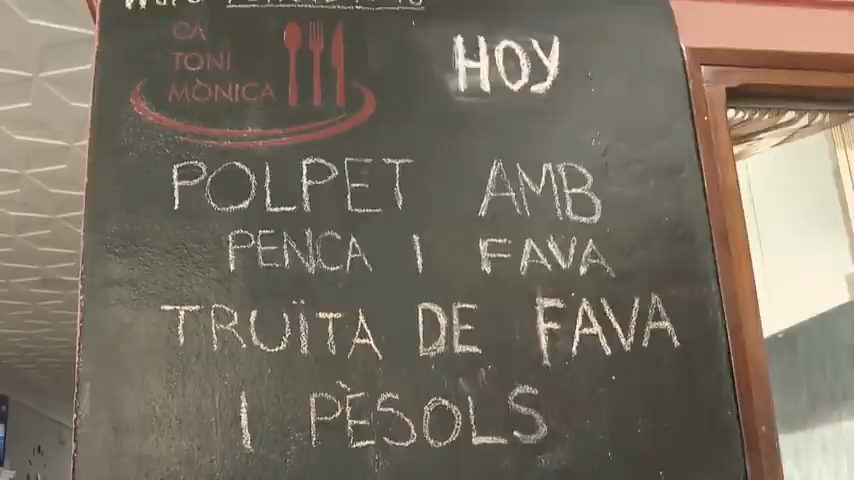 CA
TONI
MÒNICA
HOY
POLPET AMB
PENCA I FAVA
TRUÏTA DE FAVA
I PÈSOLS